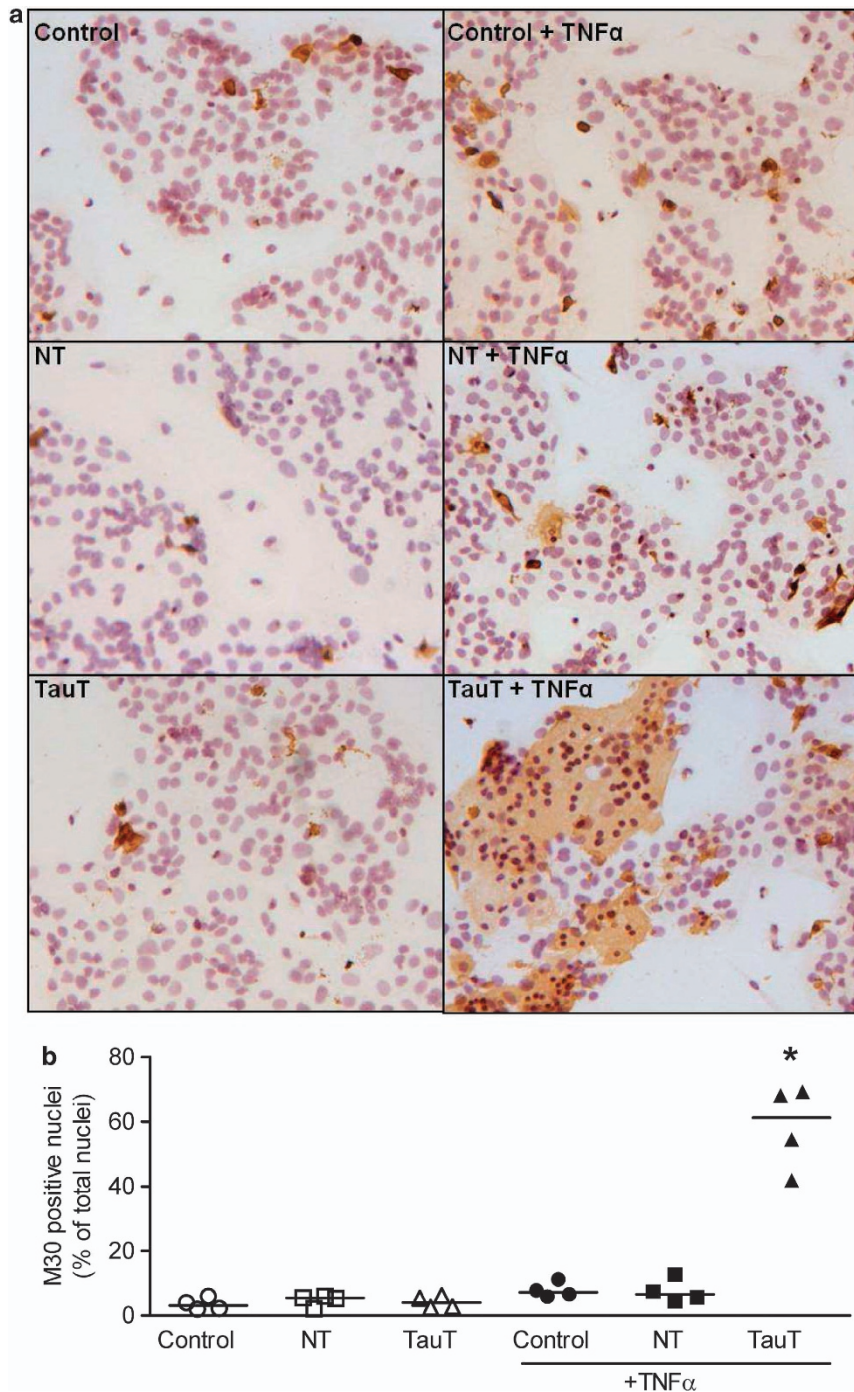 a
Control
Control + TNFα
NT
NT + TNFα
TauT
TauT + TNFα
b
M30 positive nuclei
(% of total nuclei)
80
60
40
20
0
*
Control
NT
TauT
Control
NT
TauT
+TNFα